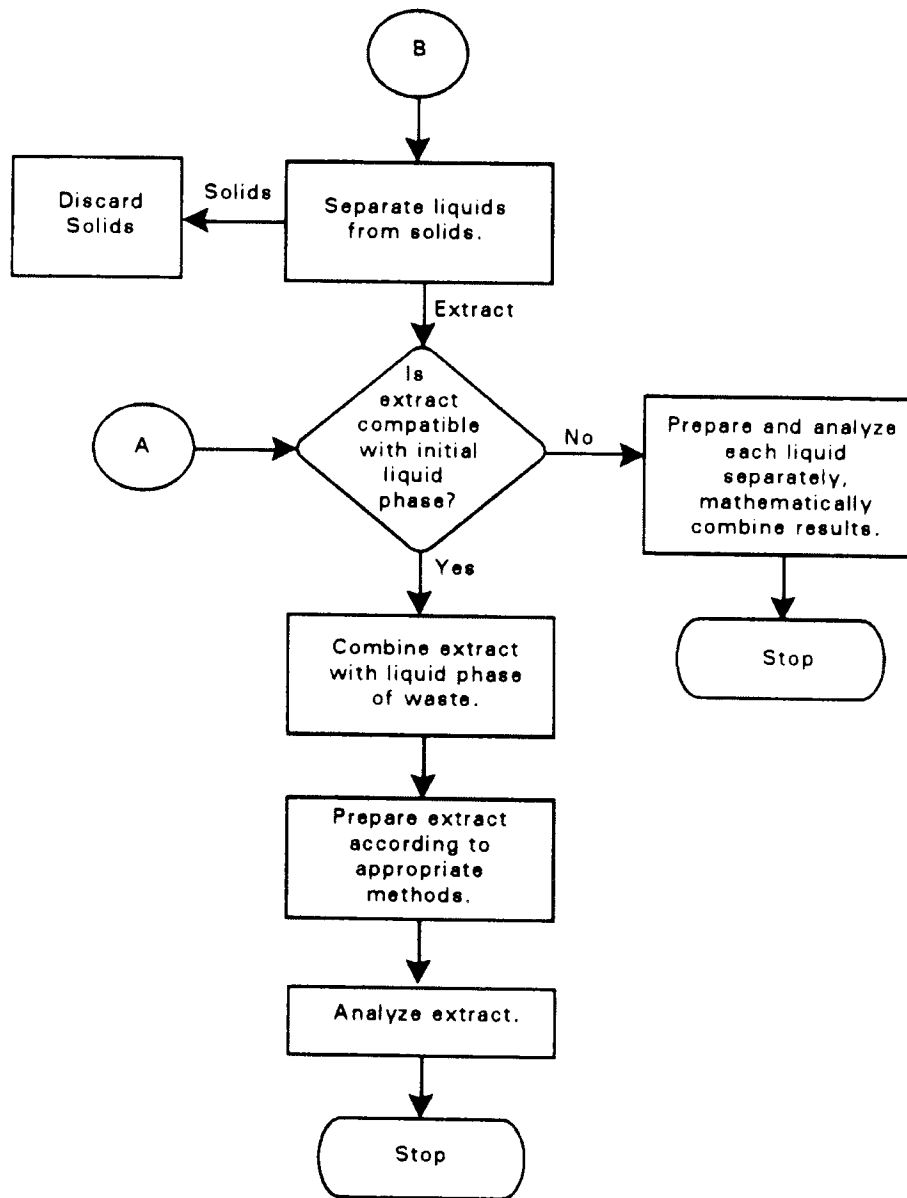 B
Solids
Discard
Solids
Separate liquids
from solids.
Extract
Is
extract
compatible
with initial
liquid
phase?
A
No
Prepare and analyze
each liquid
separately,
mathematically
combine results.
Yes
Stop
Combine extract
with liquid phase
of waste.
Prepare extract
according to
appropriate
methods.
Analyze extract.
Stop